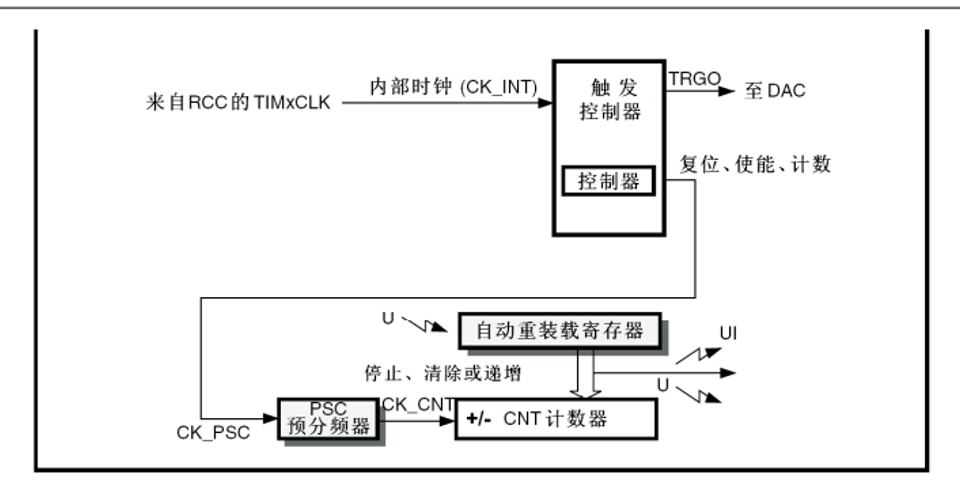 内部时钟 (CK_INT)
来自RCC的TIMxCLK
触发
控制器
TRGO
至DAC
控制器
复位、使能、计数
U
自动重装载寄存器
UI
停止、清除或递增
U
CK_PSC
PSC
预分频器
CK_CNT
+/- CNT计数器